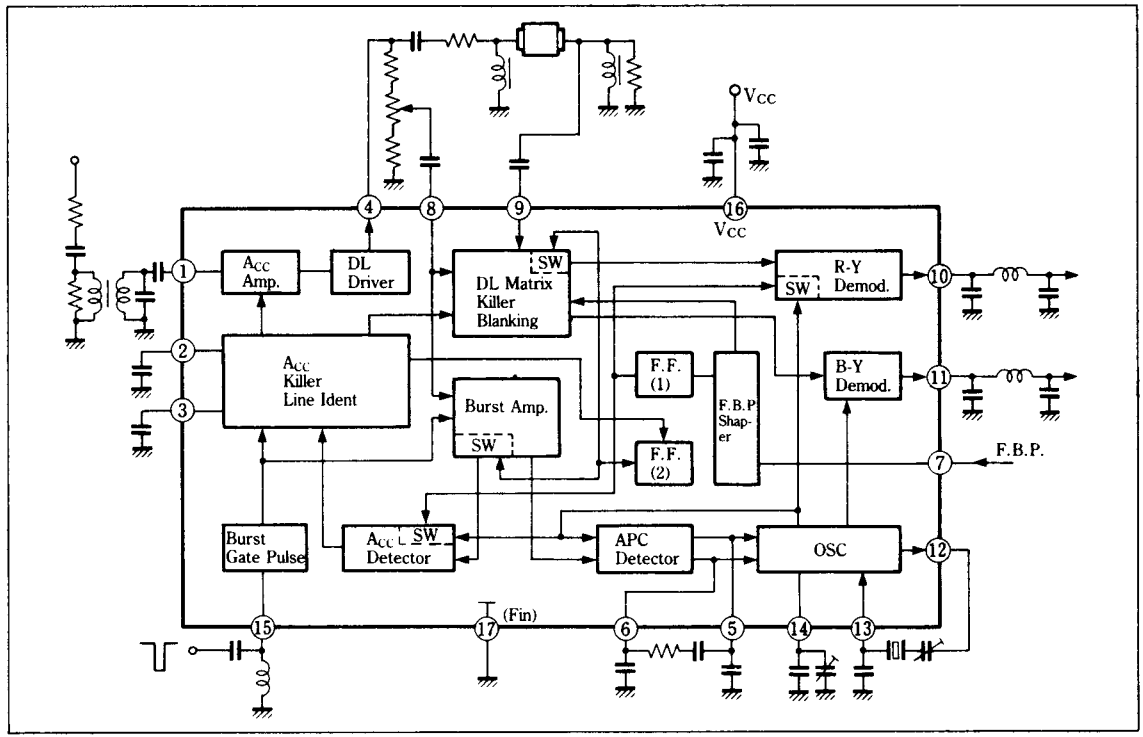 VCC
4
8
9
16
VCC
1
ACC
Amp.
DL
Driver
SW
DL Matrix
Killer
Blanking
R-Y
SW
Demod.
10
2
ACC
Killer
Line Ident
3
F.F.
(1)
F.B.P
Shap-
er
B-Y
Demod.
11
Burst Amp.
SW
F.F.
(2)
7
F.B.P.
Burst
Gate Pulse
SW
ACC
Detector
APC
Detector
OSC
12
15
17
(Fin)
6
5
14
13